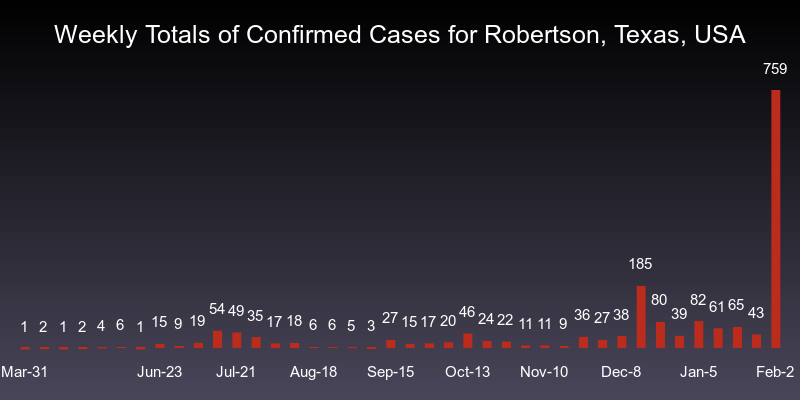 Weekly Totals of Confirmed Cases for Robertson, Texas, USA
759
185
1 2 1 2 4 6 1 15 9 19 54 49 35 17 18 6 6 5 3 27 15 17 20 46 24 22 11 11 9 36 27 38 80 39 82 61 65 43
Mar-31 Jun-23 Jul-21 Aug-18 Sep-15 Oct-13 Nov-10 Dec-8 Jan-5 Feb-2